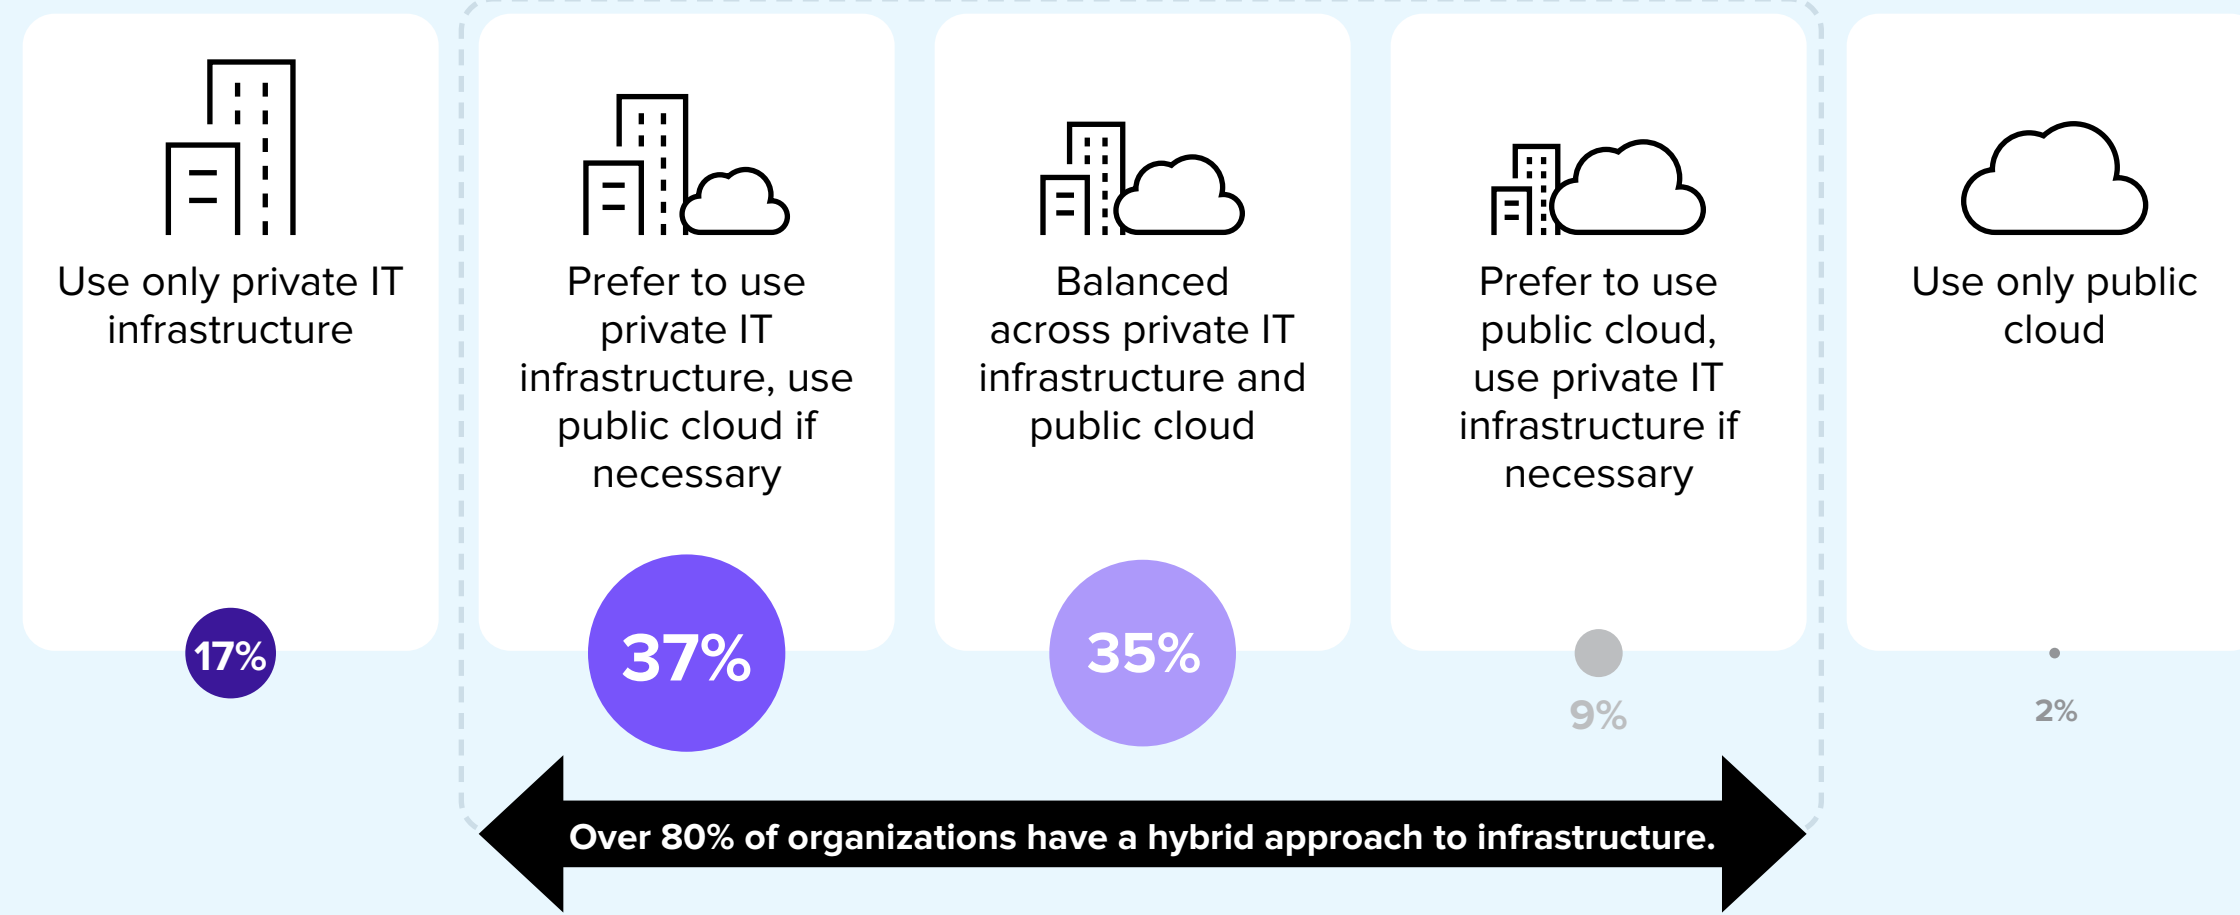 Use only private IT
infrastructure
Prefer to use
private IT
infrastructure, use
public cloud if
necessary
Balanced
across private IT
infrastructure and
public cloud
Prefer to use
public cloud,
use private IT
infrastructure if
necessary
Use only public
cloud
17%
37%
35%
9%
2%
Over 80% of organizations have a hybrid approach to infrastructure.